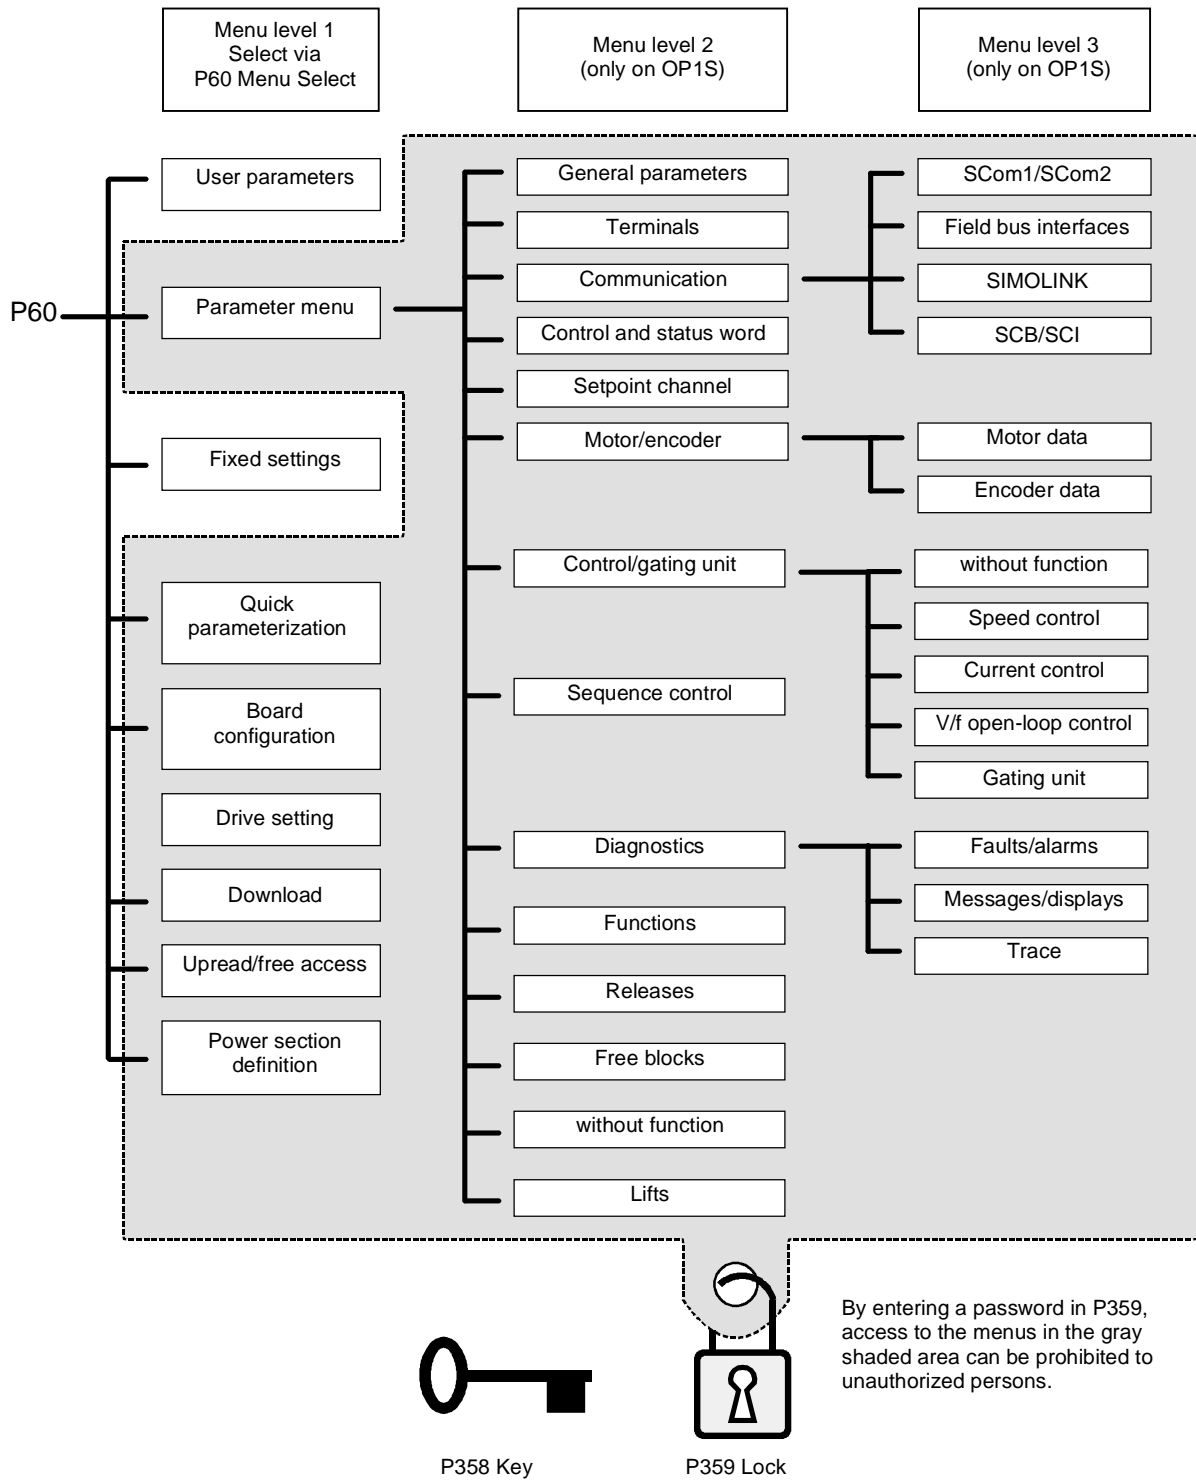 Menu level 1
Select via
P60 Menu Select
Menu level 2
(only on OP1S)
Menu level 3
(only on OP1S)
P60
User parameters
Parameter menu
Fixed settings
Quick
parameterization
Board
configuration
Drive setting
Download
Upread/free access
Power section
definition
General parameters
Terminals
Communication
Control and status word
Setpoint channel
Motor/encoder
Control/gating unit
Sequence control
Diagnostics
Functions
Releases
Free blocks
without function
Lifts
SCom1/SCom2
Field bus interfaces
SIMOLINK
SCB/SCI
Motor data
Encoder data
without function
Speed control
Current control
V/f open-loop control
Gating unit
Faults/alarms
Messages/displays
Trace
By entering a password in P359,
access to the menus in the gray
shaded area can be prohibited to
unauthorized persons.
P358 Key
P359 Lock